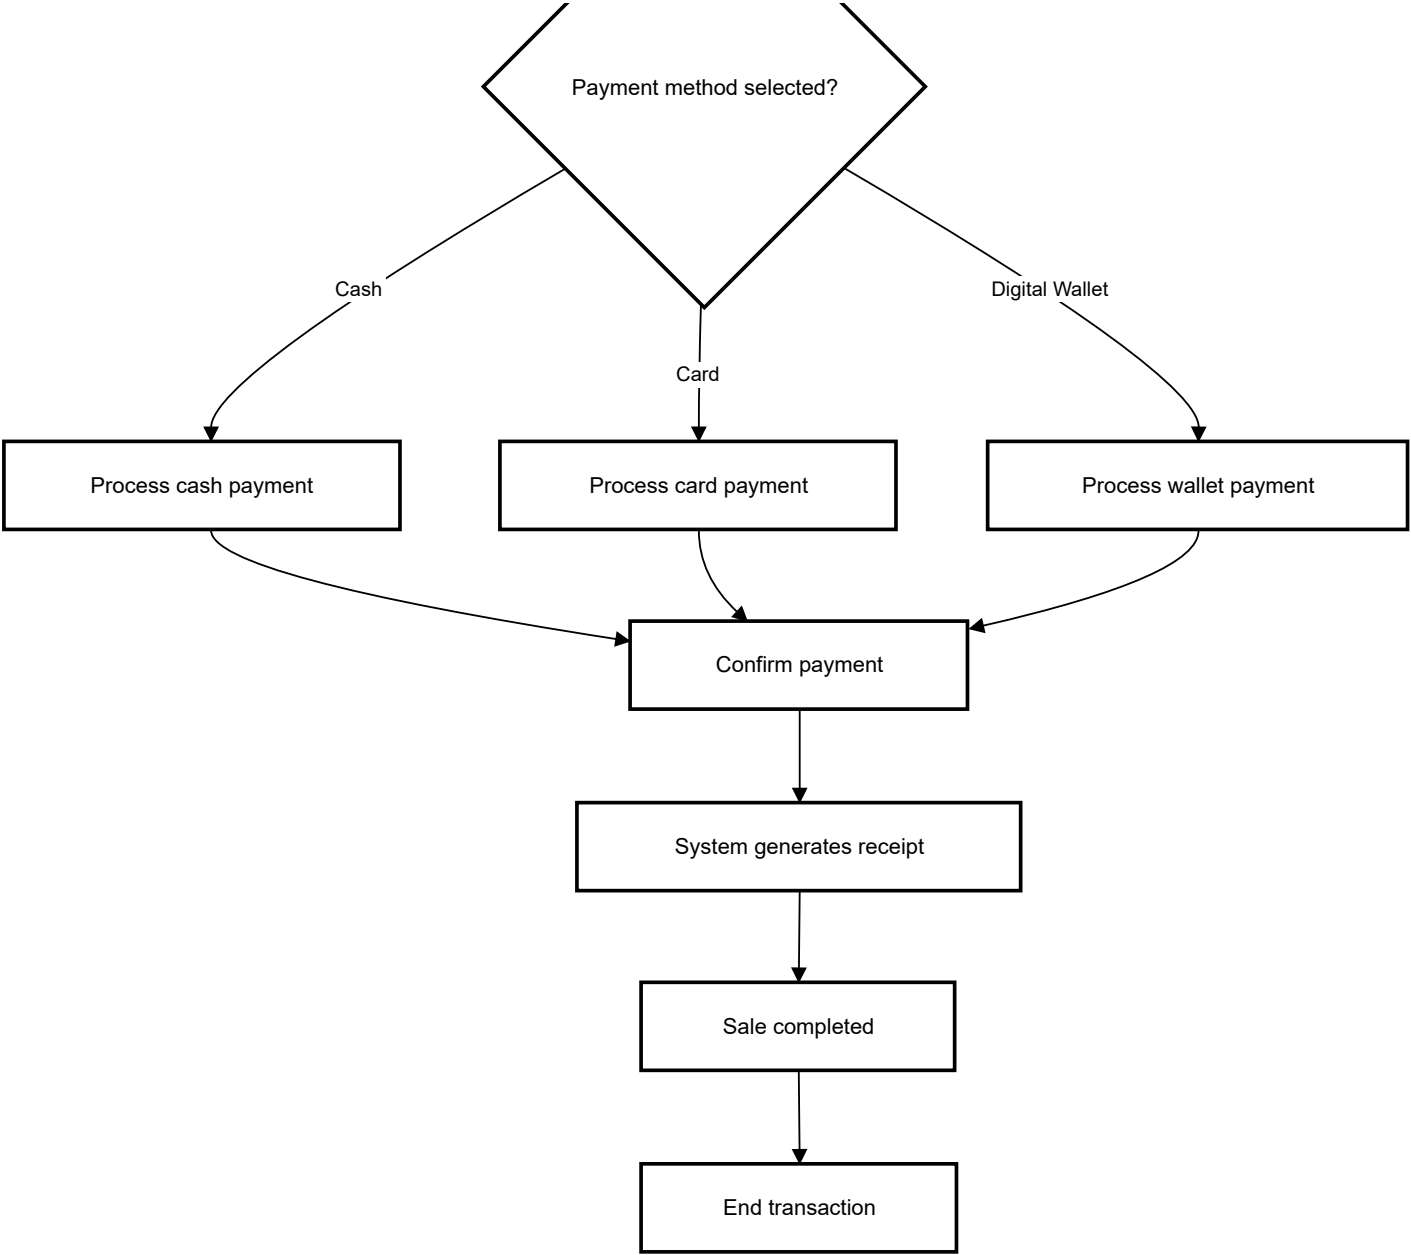 Payment method selected?
Cash
Digital Wallet
Card
Process cash payment
Process card payment
Process wallet payment
Confirm payment
System generates receipt
Sale completed
End transaction